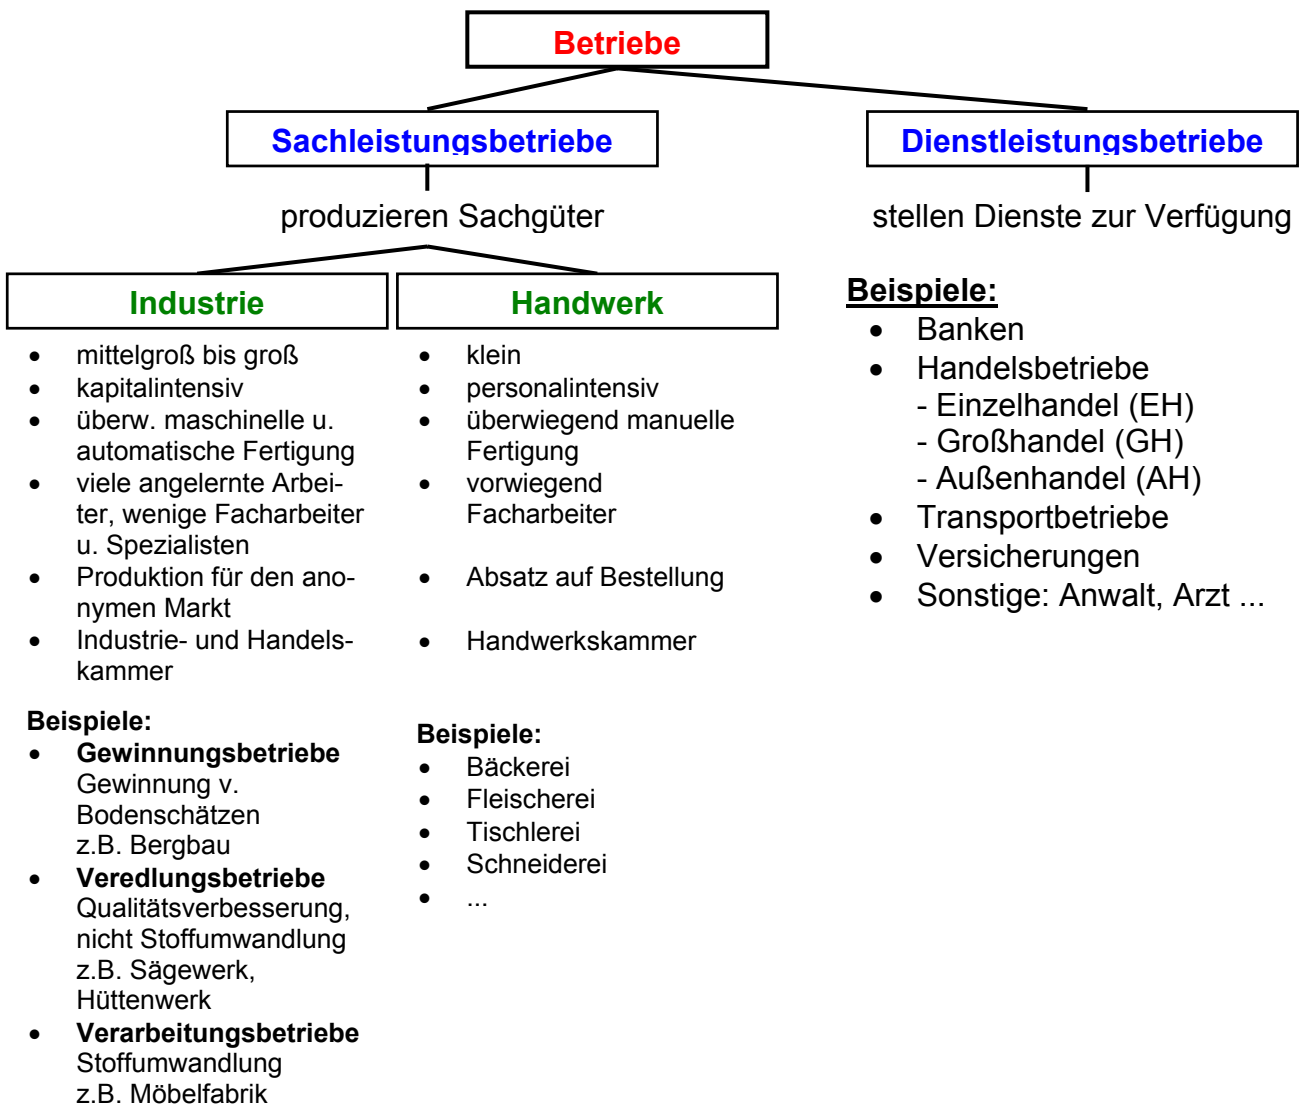 Betriebe
Sachleistungsbetriebe
produzieren Sachgüter
Industrie
• mittelgroß bis groß
• kapitalintensiv
• überw. maschinelle u.
automatische Fertigung
• viele angelernte Arbei-
ter, wenige Facharbeiter
u. Spezialisten
• Produktion für den ano-
nymen Markt
• Industrie- und Handels-
kammer
Beispiele:
• Gewinnungsbetriebe
Gewinnung v.
Bodenschätzen
z.B. Bergbau
• Veredlungsbetriebe
Qualitätsverbesserung,
nicht Stoffumwandlung
z.B. Sägewerk,
Hüttenwerk
• Verarbeitungsbetriebe
Stoffumwandlung
z.B. Möbelfabrik
Handwerk
• klein
• personalintensiv
• überwiegend manuelle
Fertigung
• vorwiegend
Facharbeiter
• Absatz auf Bestellung
• Handwerkskammer
Beispiele:
• Bäckerei
• Fleischerei
• Tischlerei
• Schneiderei
• ...
Dienstleistungsbetriebe
stellen Dienste zur Verfügung
Beispiele:
• Banken
• Handelsbetriebe
- Einzelhandel (EH)
- Großhandel (GH)
- Außenhandel (AH)
• Transportbetriebe
• Versicherungen
• Sonstige: Anwalt, Arzt ...